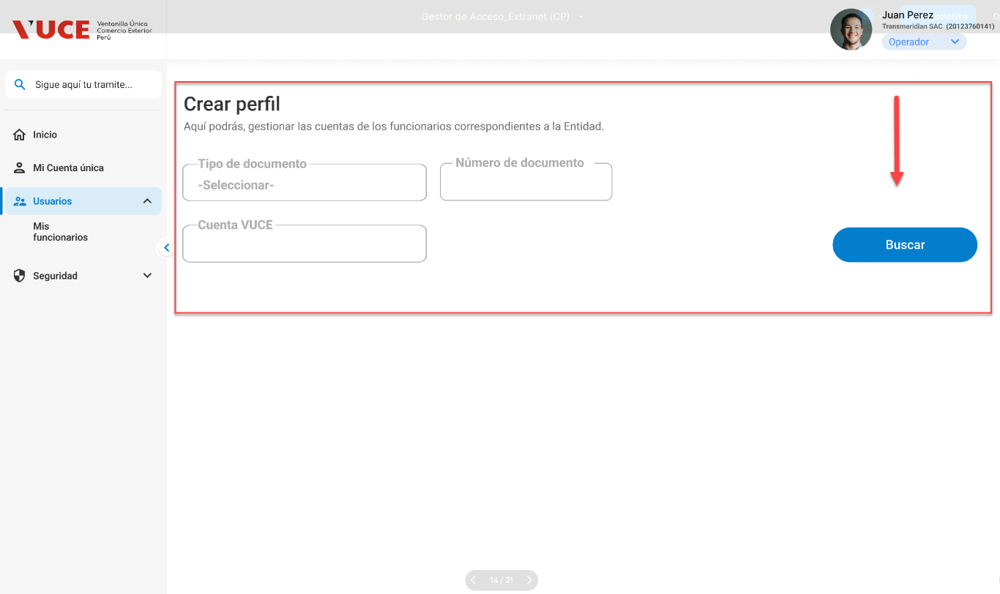 Gestor de Acceso_Extranet (CP)
VUCE
Ventanilla Única
Comercio Exterior
Perú
Juan Perez
Transmeridian SAC (20123760141)
Operador
Sigue aquí tu tramite...
Inicio
Mi Cuenta única
Usuarios
Mis
funcionarios
Seguridad
Crear perfil
Aquí podrás, gestionar las cuentas de los funcionarios correspondientes a la Entidad.
Tipo de documento
-Seleccionar-
Número de documento
Cuenta VUCE
Buscar
14 / 21